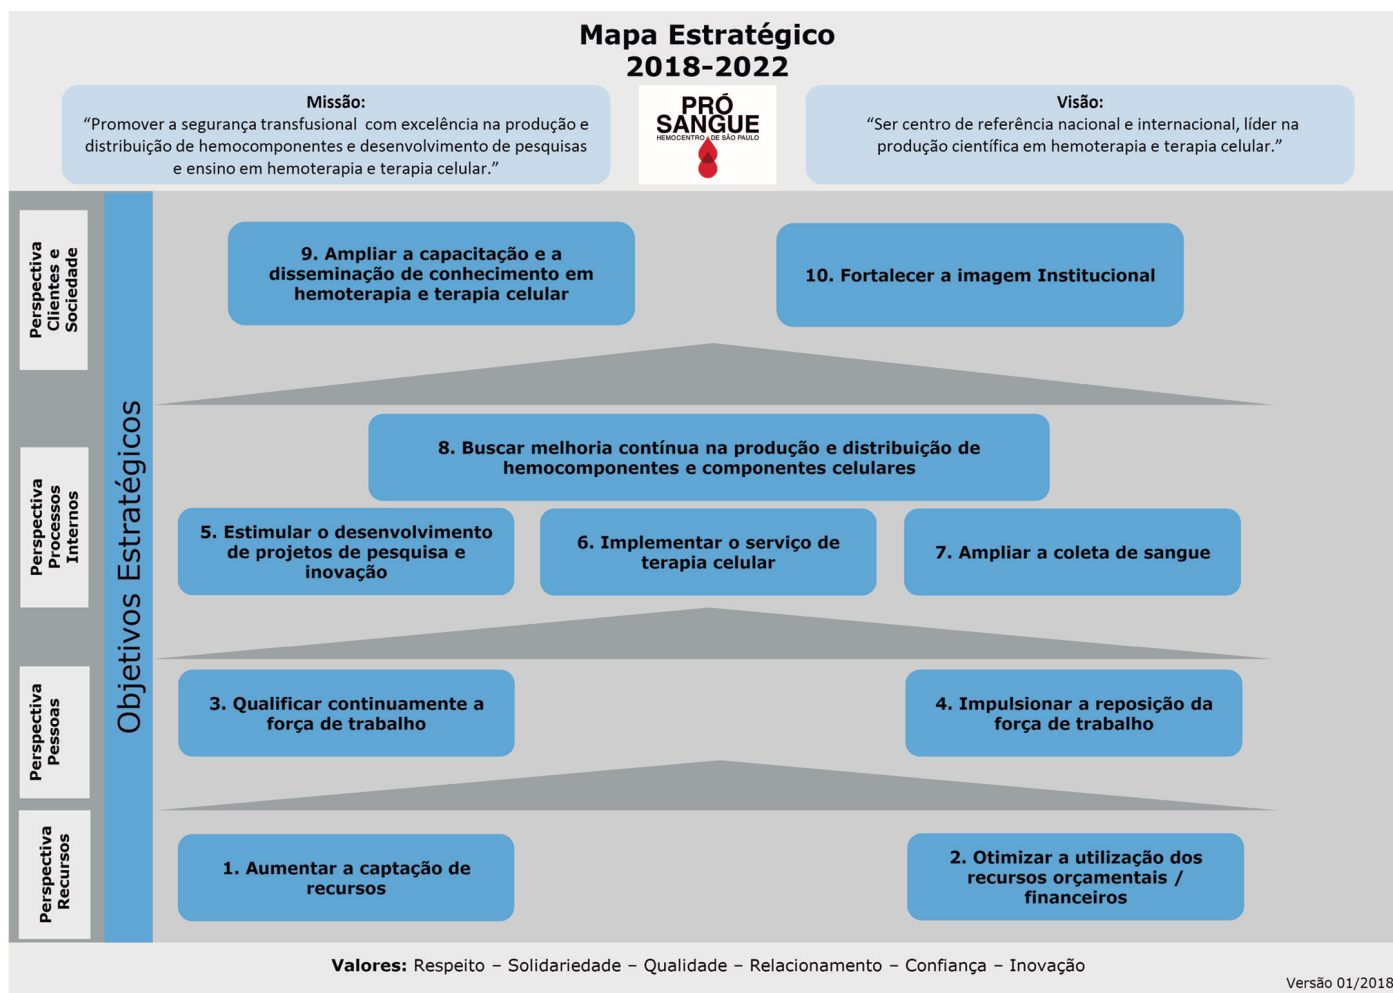 Mapa Estratégico
2018-2022
Missão:
“Promover a segurança transfusional com excelência na produção e
distribuição de hemocomponentes e desenvolvimento de pesquisas
e ensino em hemoterapia e terapia celular.”
PRÓ
SANGUE
HEMOCENTRO DE SÃO PAULO
Visão:
“Ser centro de referência nacional e internacional, líder na
produção científica em hemoterapia e terapia celular.”
Objetivos Estratégicos
Perspectiva
Clientes e
Sociedade
9. Ampliar a capacitação e a
disseminação de conhecimento em
hemoterapia e terapia celular
10. Fortalecer a imagem Institucional
Perspectiva
Processos
Internos
8. Buscar melhoria contínua na produção e distribuição de
hemocomponentes e componentes celulares
5. Estimular o desenvolvimento
de projetos de pesquisa e
inovação
6. Implementar o serviço de
terapia celular
7. Ampliar a coleta de sangue
Perspectiva
Pessoas
3. Qualificar continuamente a
força de trabalho
4. Impulsionar a reposição da
força de trabalho
Perspectiva
Recursos
1. Aumentar a captação de
recursos
2. Otimizar a utilização dos
recursos orçamentais /
financeiros
Valores: Respeito – Solidariedade – Qualidade – Relacionamento – Confiança – Inovação
Versão 01/2018